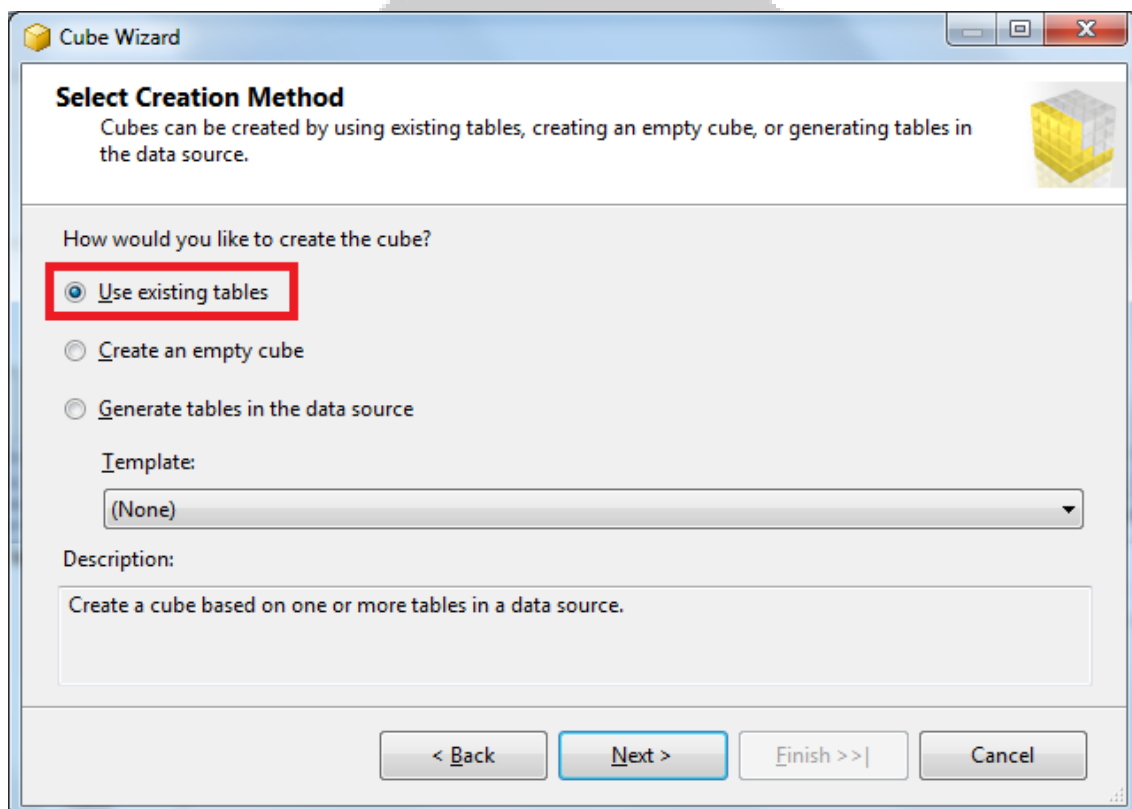 Cube Wizard
Select Creation Method
Cubes can be created by using existing tables, creating an empty cube, or generating tables in
the data source.
How would you like to create the cube?
Use existing tables
Create an empty cube
Generate tables in the data source
Template:
(None)
Description:
Create a cube based on one or more tables in a data source.
< Back Next > Finish >>| Cancel